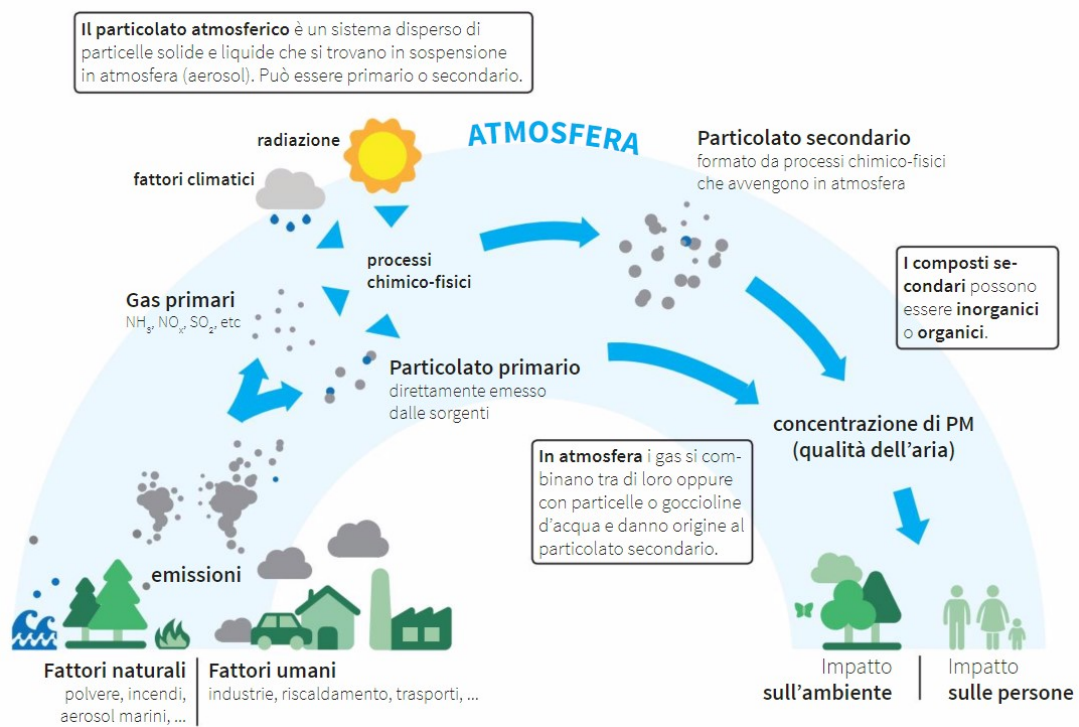 Il particolato atmosferico è un sistema disperso di
particelle solide e liquide che si trovano in sospensione
in atmosfera (aerosol). Può essere primario o secondario.
ATMOSFERA
radiazione
fattori climatici
Particolato secondario
formato da processi chimico-fisici
che avvengono in atmosfera
processi
chimico-fisici
I composti se-
condari possono
essere inorganici
o organici.
Gas primari
NH₃, NOₓ, SO₂, etc
Particolato primario
direttamente emesso
dalle sorgenti
concentrazione di PM
(qualità dell'aria)
In atmosfera i gas si com-
binano tra di loro oppure
con particelle o goccioline
d'acqua e danno origine al
particolato secondario.
emissioni
Fattori naturali
polvere, incendi,
aerosol marini, ...
Fattori umani
industrie, riscaldamento, trasporti, ...
Impatto
sull'ambiente
Impatto
sulle persone